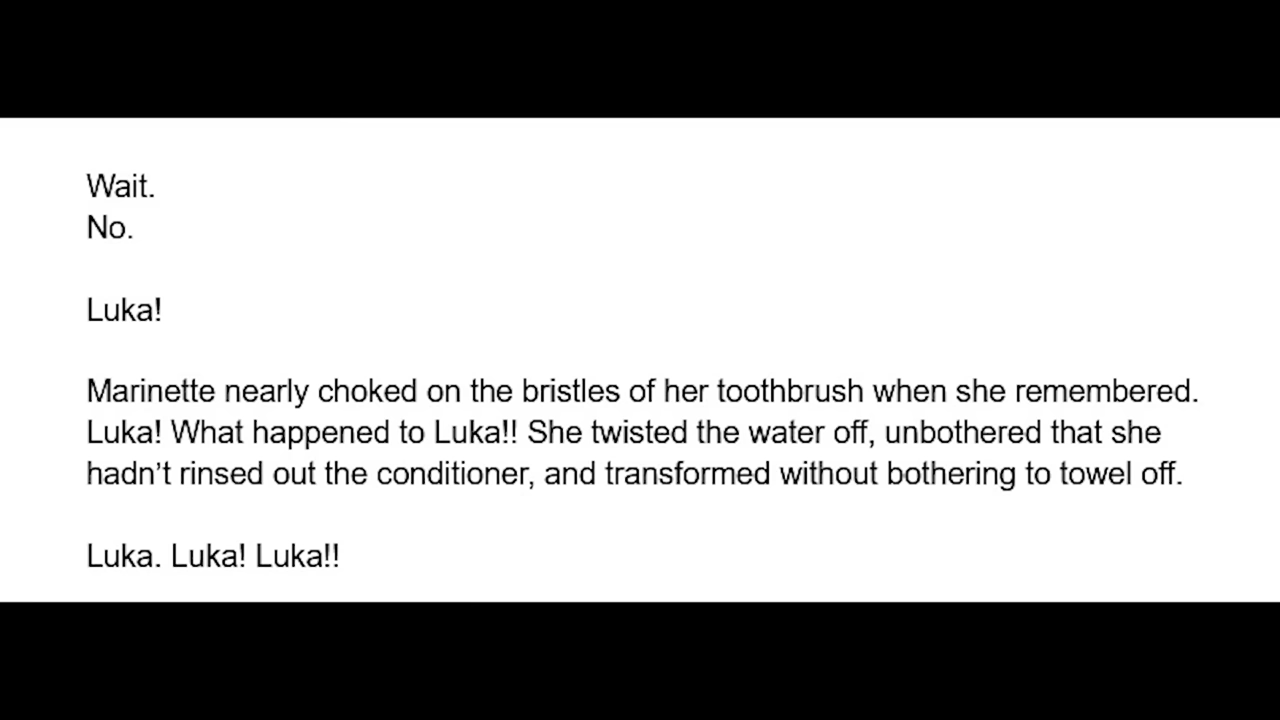 Wait.
No.
Luka!
Marinette nearly choked on the bristles of her toothbrush when she remembered.
Luka! What happened to Luka!! She twisted the water off, unbothered that she
hadn’t rinsed out the conditioner, and transformed without bothering to towel off.
Luka. Luka! Luka!!